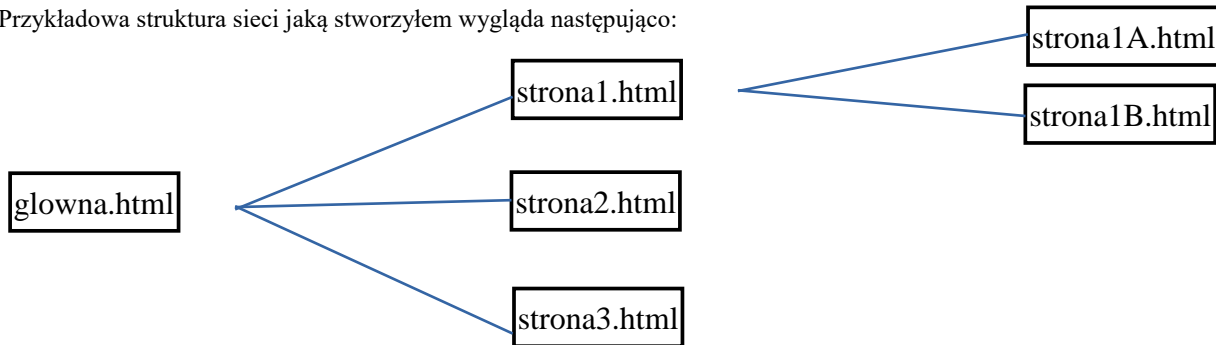 Przykładowa struktura sieci jaką stworzyłem wygląda następująco:
strona1A.html
strona1.html
strona1B.html
glowna.html
strona2.html
strona3.html